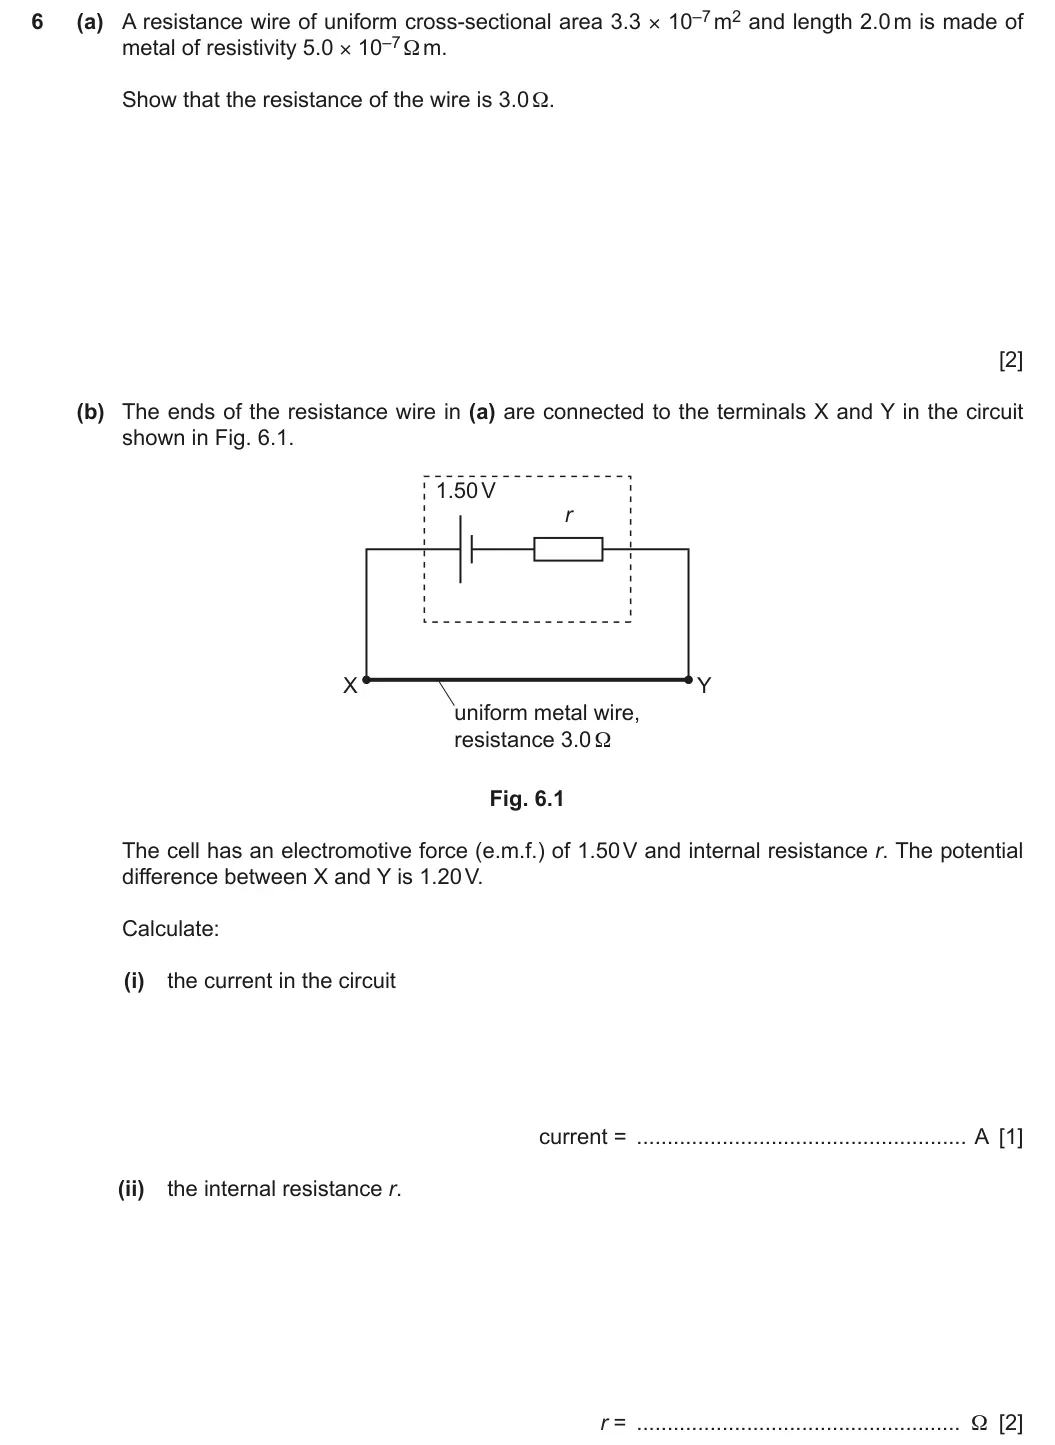 6 (a) A resistance wire of uniform cross-sectional area 3.3 × 10⁻⁷ m² and length 2.0 m is made of
metal of resistivity 5.0 × 10⁻⁷ Ω m.
Show that the resistance of the wire is 3.0 Ω.
[2]
(b) The ends of the resistance wire in (a) are connected to the terminals X and Y in the circuit
shown in Fig. 6.1.
1.50 V
r
X
Y
uniform metal wire,
resistance 3.0 Ω
Fig. 6.1
The cell has an electromotive force (e.m.f.) of 1.50 V and internal resistance r. The potential
difference between X and Y is 1.20 V.
Calculate:
(i) the current in the circuit
current = ...................................................... A [1]
(ii) the internal resistance r.
r = ..................................................... Ω [2]